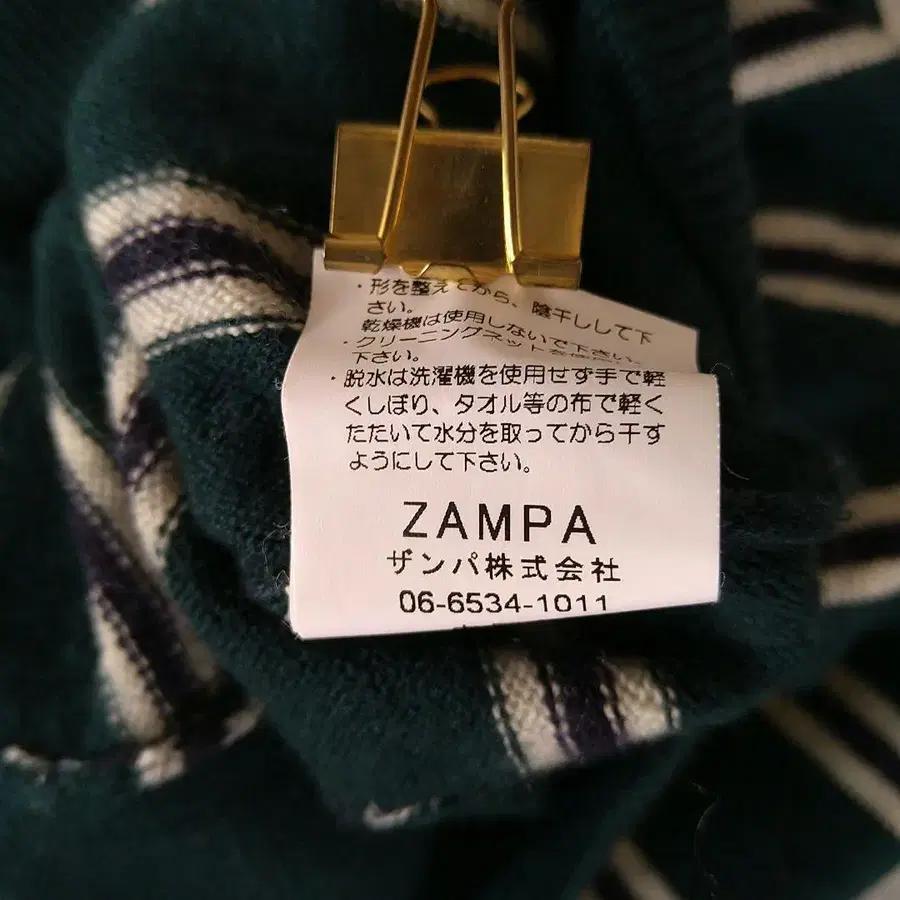 ・形を整えてから、陰干しして下
さい。
乾燥機は使用しないで下さい。
・クリーニングネットを使用
下さい。
・脱水は洗濯機を使用せず手で軽
くしぼり、タオル等の布で軽く
たたいて水分を取ってから干す
ようにして下さい。
ZAMPA
ザンパ株式会社
06-6534-1011